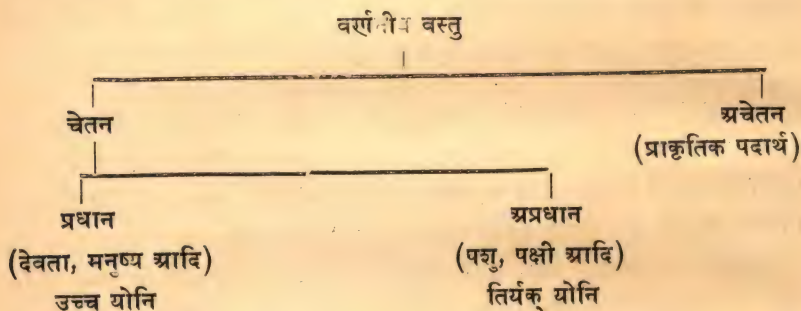 वर्णनीय वस्तु
चेतन
अचेतन
(प्राकृतिक पदार्थ)
प्रधान
(देवता, मनुष्य आदि)
उच्च योनि
अप्रधान
(पशु, पक्षी आदि)
तिर्यक् योनि